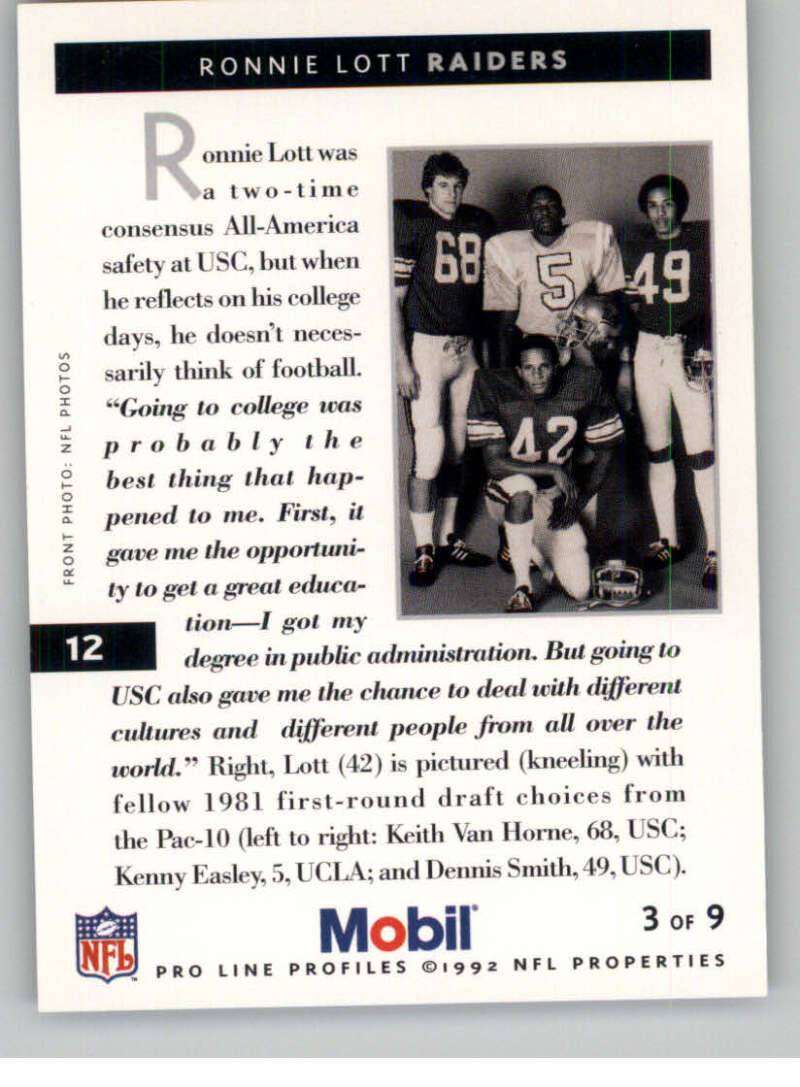 RONNIE LOTT RAIDERS
Ronnie Lott was
a two-time
consensus All-America
safety at USC, but when
he reflects on his college
days, he doesn't neces-
sarily think of football.
“Going to college was
probably the
best thing that hap-
pened to me. First, it
gave me the opportuni-
ty to get a great educa-
tion—I got my
degree in public administration. But going to
USC also gave me the chance to deal with different
cultures and different people from all over the
world.” Right, Lott (42) is pictured (kneeling) with
fellow 1981 first-round draft choices from
the Pac-10 (left to right: Keith Van Horne, 68, USC;
Kenny Easley, 5, UCLA; and Dennis Smith, 49, USC).
68
5
49
42
FRONT PHOTO: NFL PHOTOS
12
NFL
TM
Mobil®
3 OF 9
PRO LINE PROFILES ©1992 NFL PROPERTIES